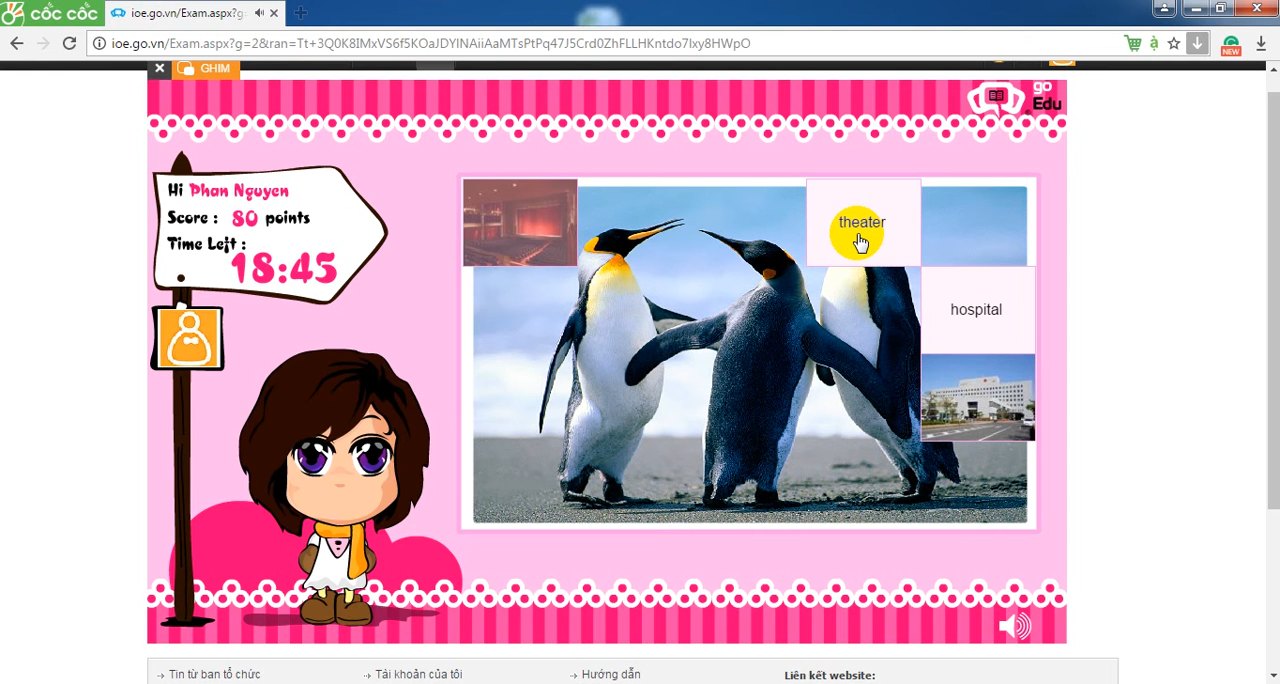 cốc cốc
ioe.go.vn/Exam.aspx?g=
ioe.go.vn/Exam.aspx?g=2&ran=Tt+3Q0K8IMxVS6f5KOaJDYINAiiAaMTsPtPq47J5Crd0ZhFLLHKntdo7Ixy8HWpO
à
NEW
GHIM
go
Edu
Hi Phan Nguyen
Score : 80 points
Time Left :
18:45
theater
hospital
Tin từ ban tổ chức
Tài khoản của tôi
Hướng dẫn
Liên kết website: